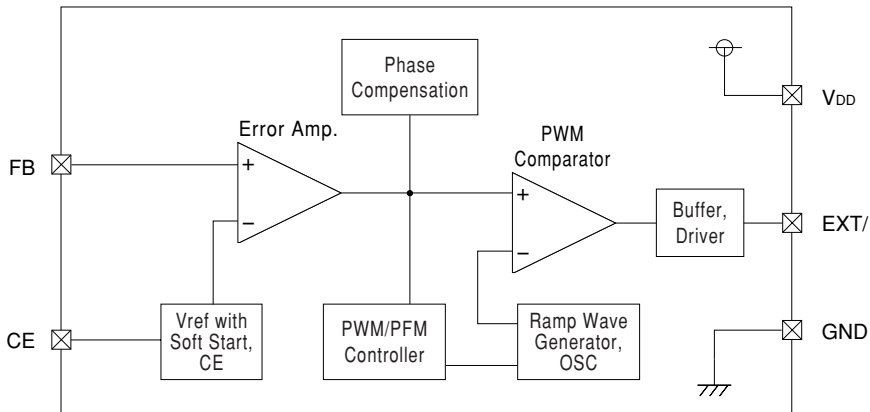 Phase
Compensation
Error Amp.
PWM
Comparator
VDD
FB
+
−
+
−
Buffer,
Driver
EXT/
CE
Vref with
Soft Start,
CE
PWM/PFM
Controller
Ramp Wave
Generator,
OSC
GND